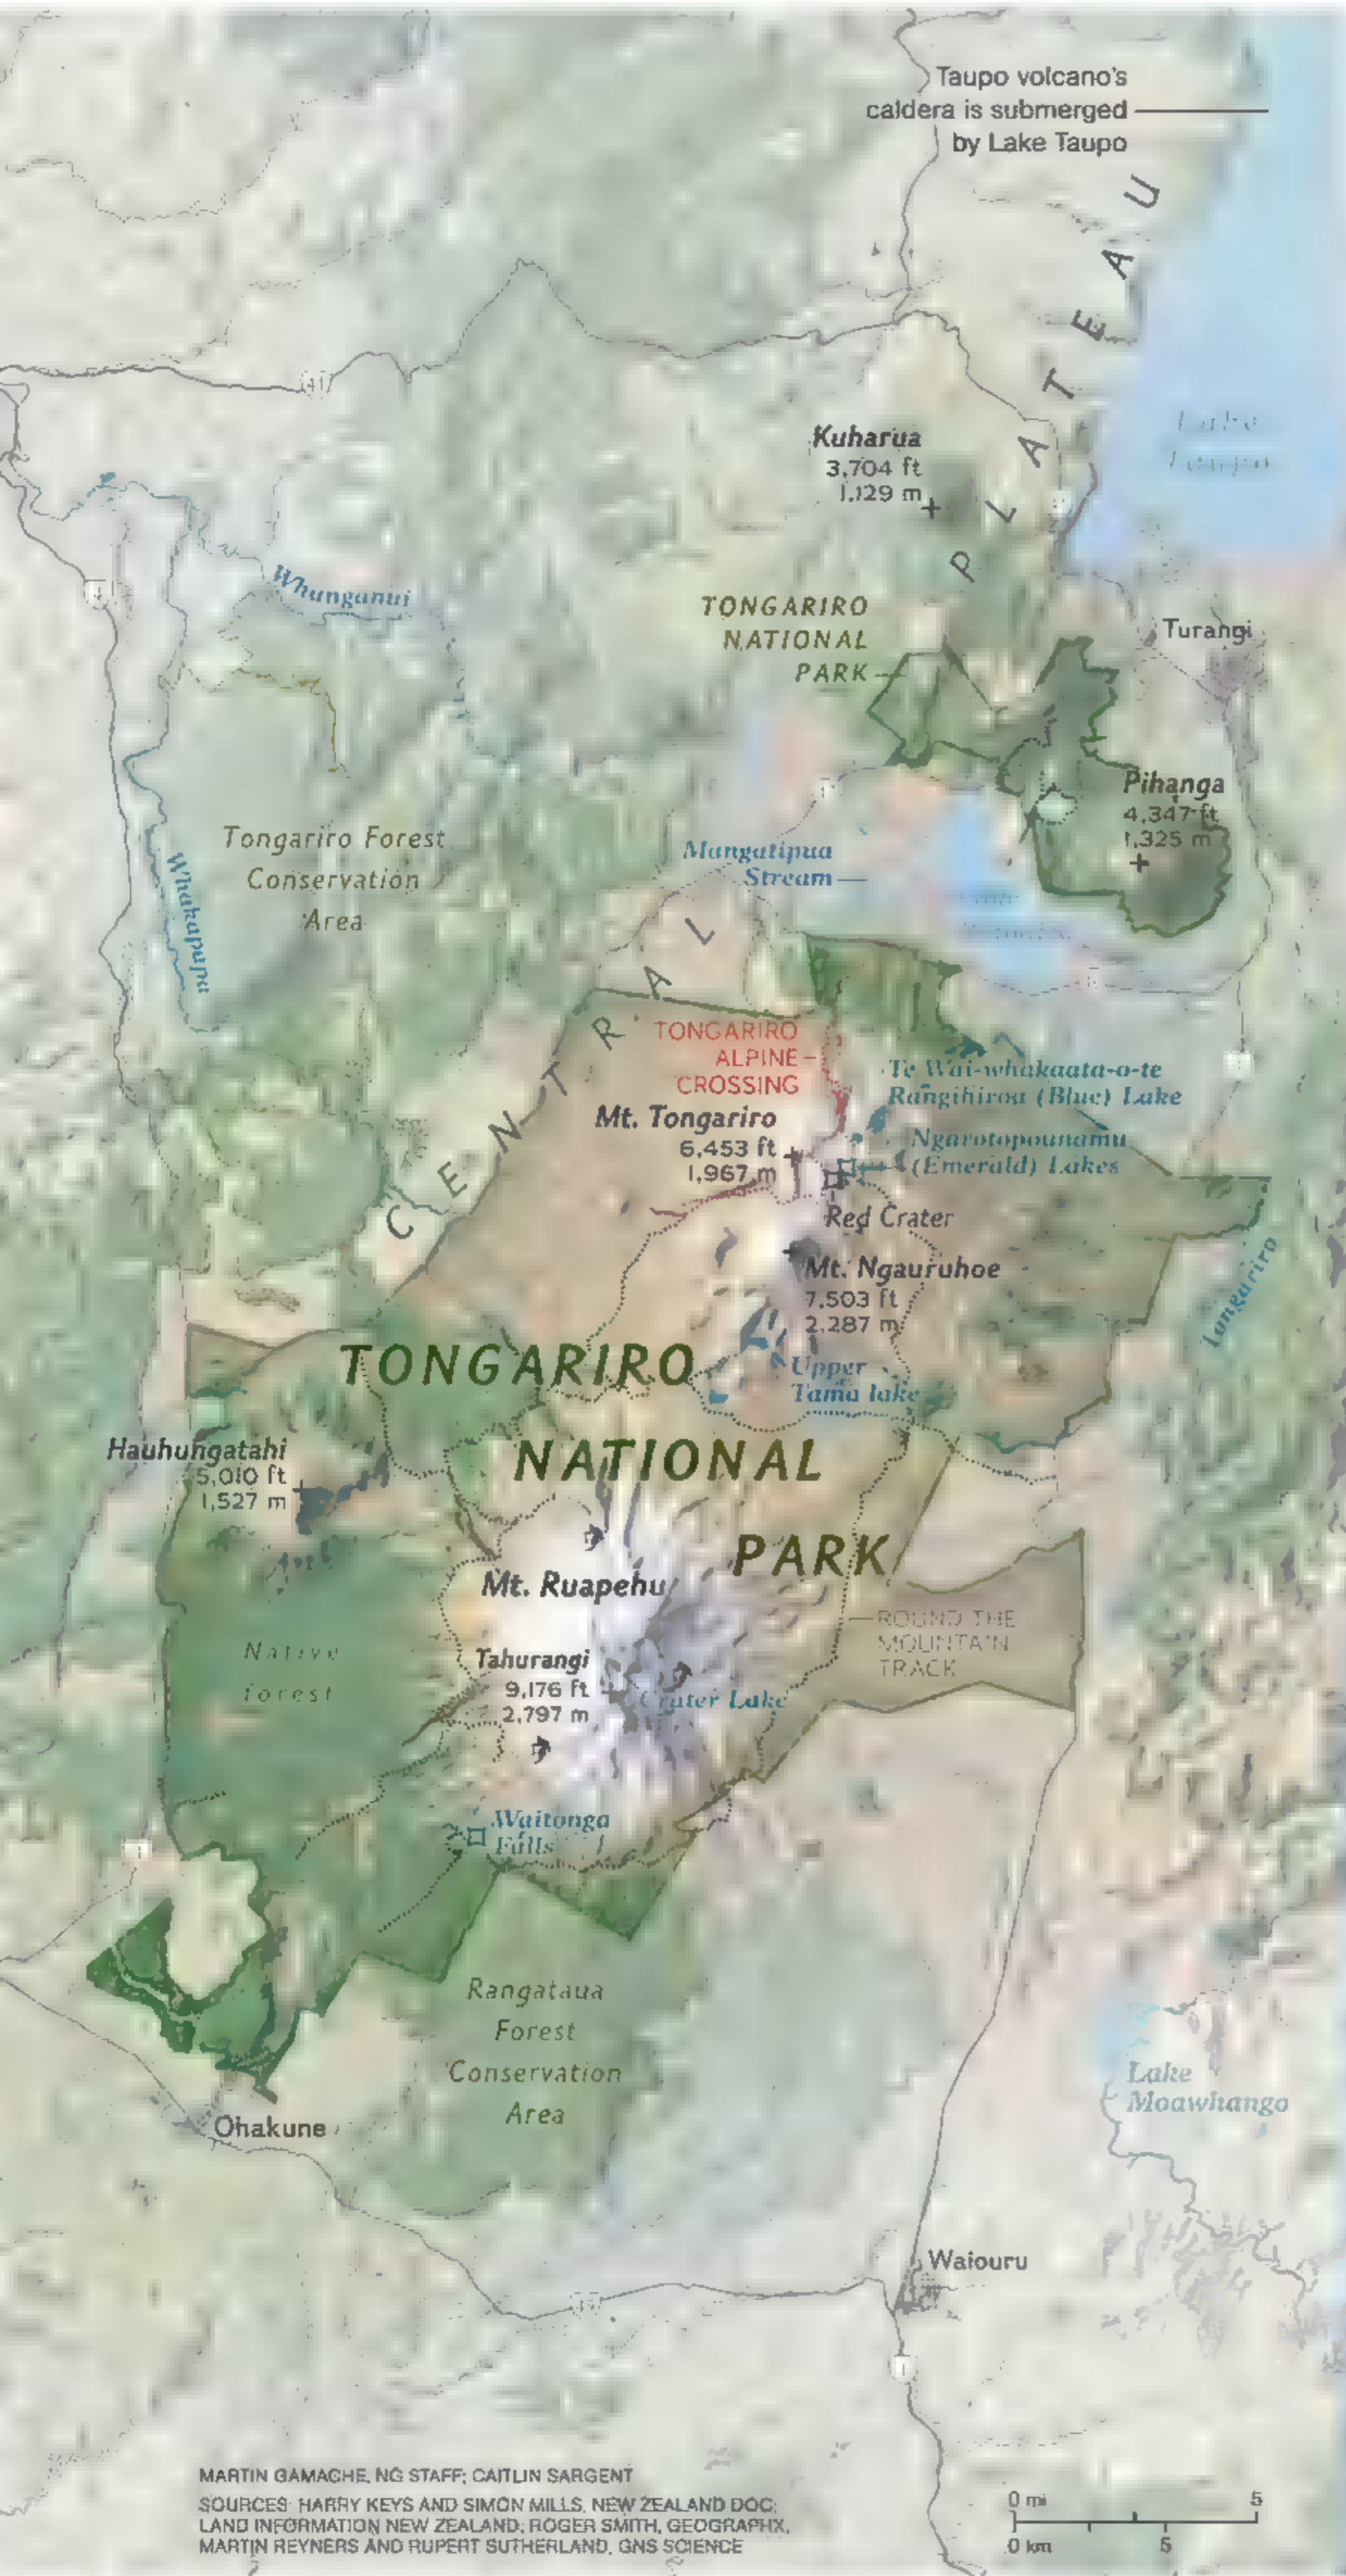 Taupo volcano's
caldera is submerged
by Lake Taupo
CENTRAL PLATEAU
41
Lake
Taupo
Kuharua
3,704 ft
1,129 m
Whanganui
TONGARIRO
NATIONAL
PARK
Turangi
Pihanga
4,347 ft
1,325 m
Tongariro Forest
Conservation
Area
Mangatipua
Stream
Whakapapa
TONGARIRO
ALPINE
CROSSING
Te Wai-whakaata-o-te
Rangihiroa (Blue) Lake
Mt. Tongariro
6,453 ft
1,967 m
Ngarotopounamu
(Emerald) Lakes
Red Crater
Mt. Ngauruhoe
7,503 ft
2,287 m
Tongariro
Upper
Tama lake
TONGARIRO
NATIONAL
PARK
Hauhungatahi
5,010 ft
1,527 m
Mt. Ruapehu
ROUND THE
MOUNTAIN
TRACK
Native
forest
Tahurangi
9,176 ft
2,797 m
Crater Lake
Waitonga
Falls
Rangataua
Forest
Conservation
Area
Lake
Moawhango
Ohakune
Waiouru
1
MARTIN GAMACHE, NG STAFF; CAITLIN SARGENT
SOURCES: HARRY KEYS AND SIMON MILLS, NEW ZEALAND DOC;
LAND INFORMATION NEW ZEALAND; ROGER SMITH, GEOGRAPHX,
MARTIN REYNERS AND RUPERT SUTHERLAND, GNS SCIENCE
0 mi 5
0 km 5